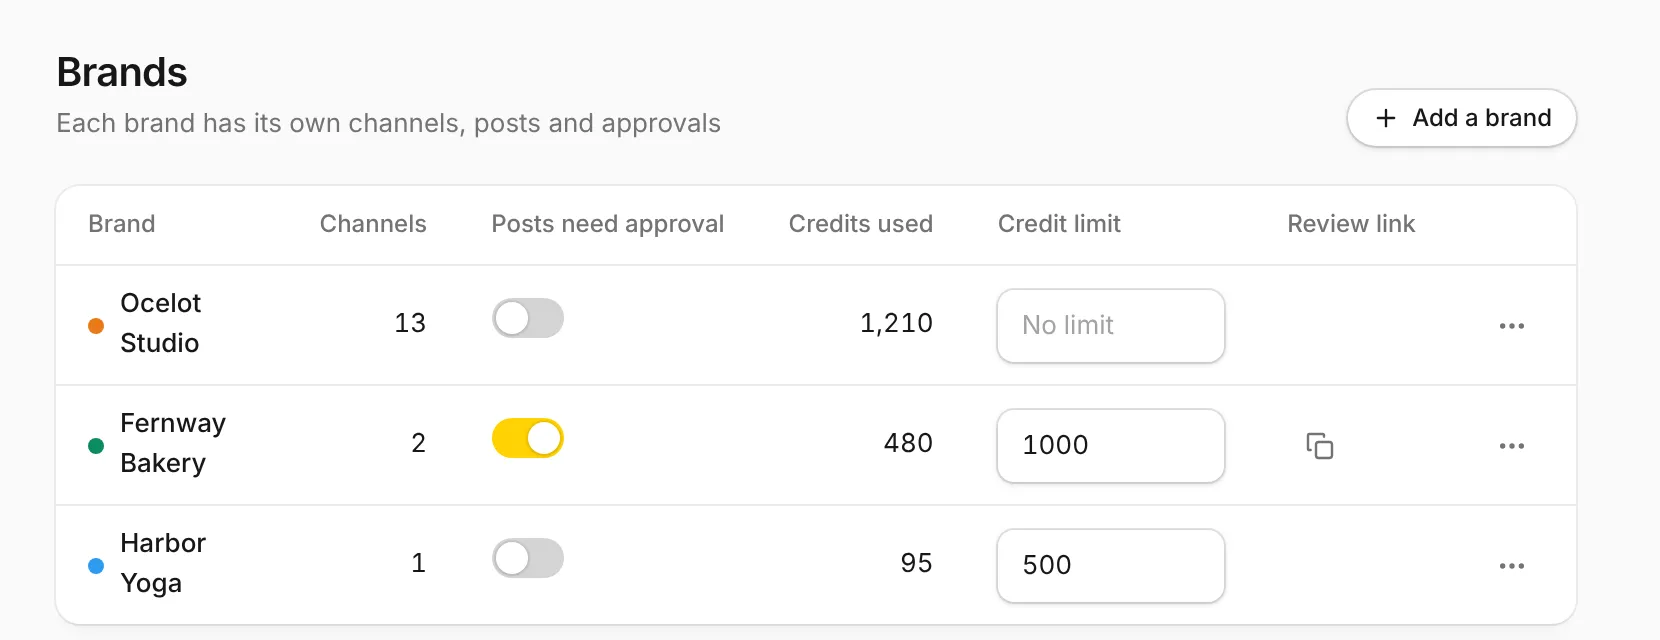 Brands
Each brand has its own channels, posts and approvals
+ Add a brand
Brand Channels Posts need approval Credits used Credit limit Review link
Ocelot Studio 13 1,210 No limit
Fernway Bakery 2 480 1000
Harbor Yoga 1 95 500